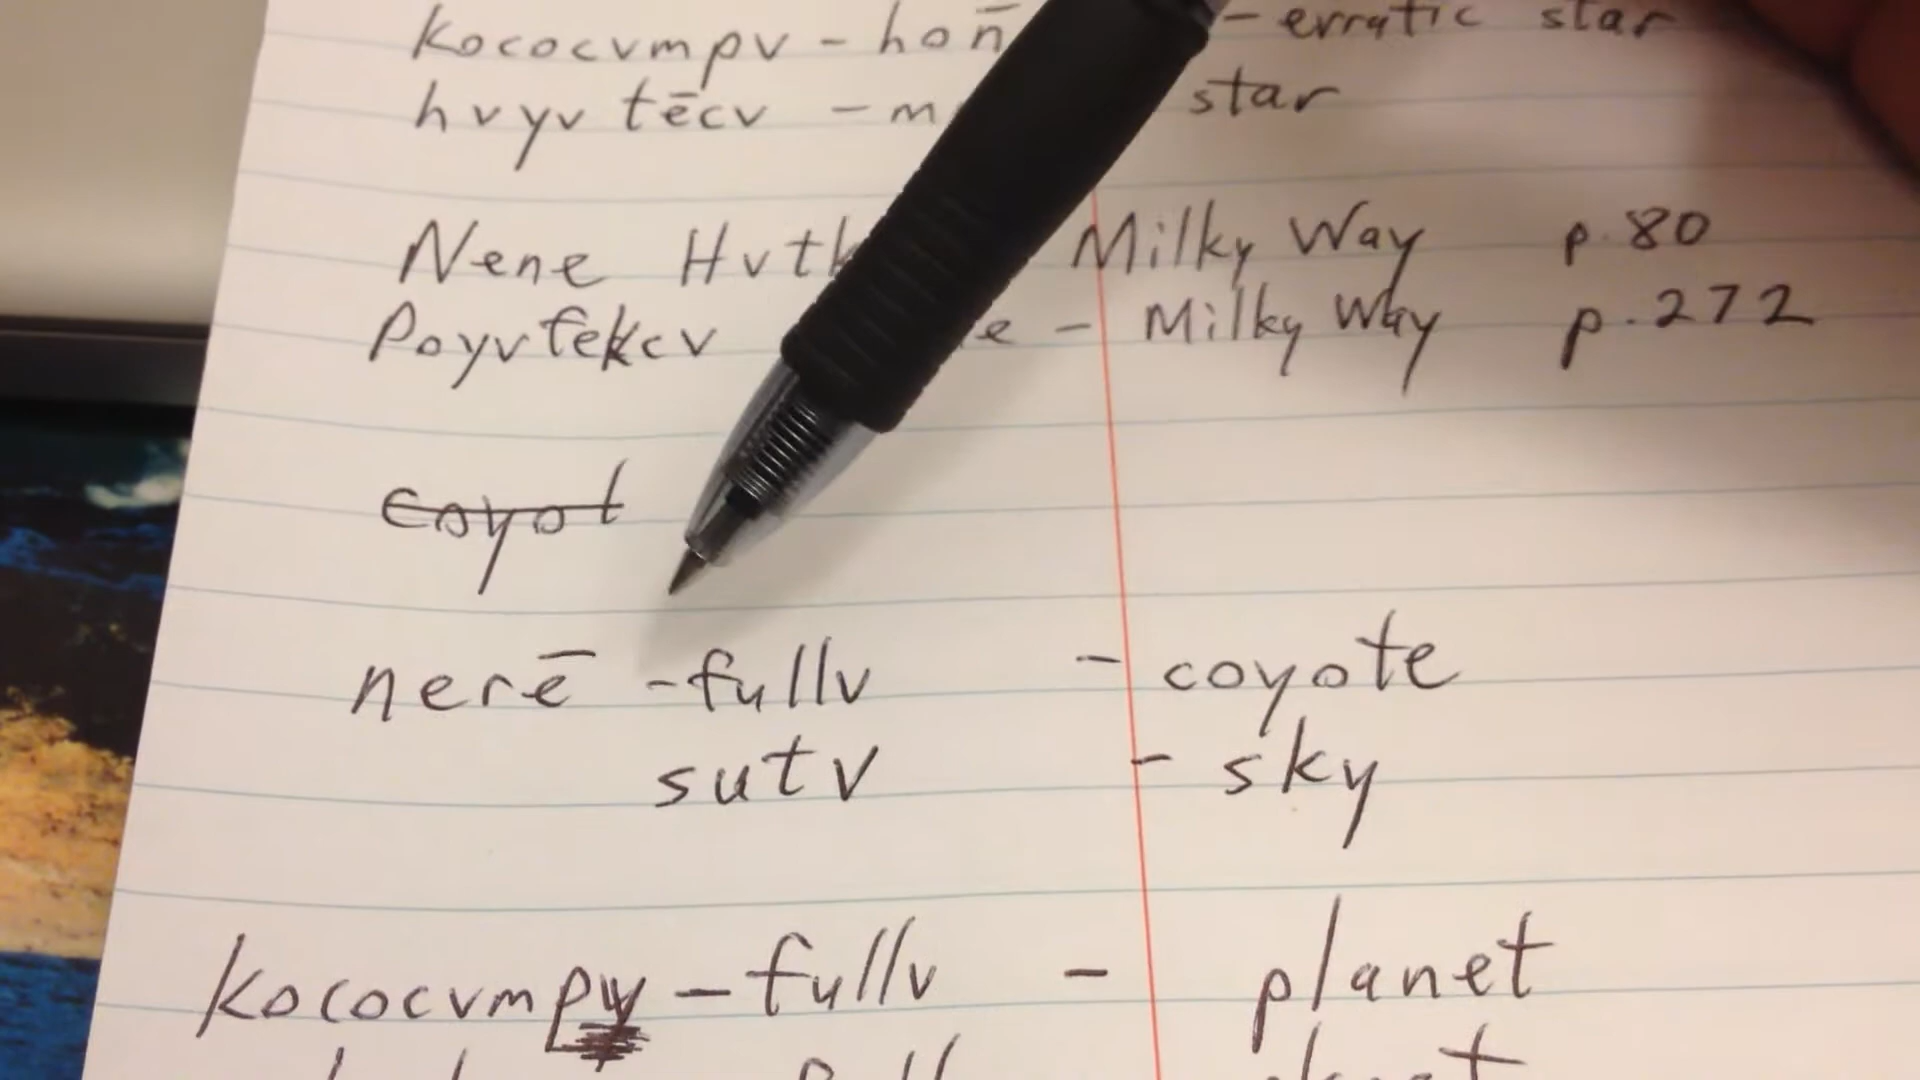 kococvmpv - hon̄ - erratic star
hvyv tēcv - star
Nene Milky Way p.80
Poyvfekcv - Milky Way p.272
coyot
nerē - fullv - coyote
sutv - sky
kococvmpv - fullv - planet